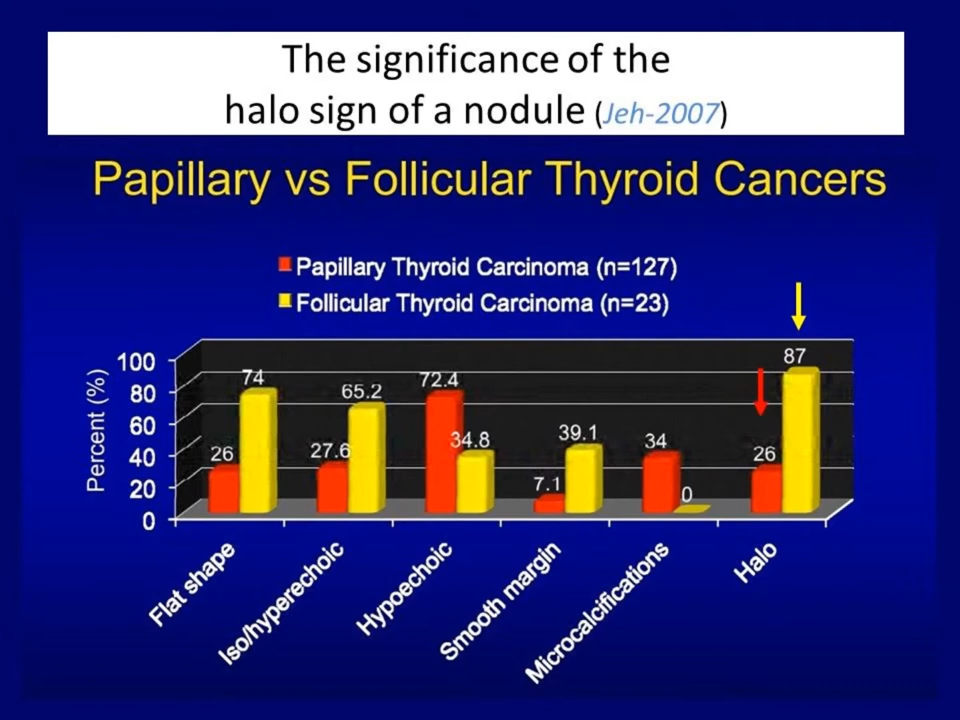 The significance of the
halo sign of a nodule (Jeh-2007)
Papillary vs Follicular Thyroid Cancers
Papillary Thyroid Carcinoma (n=127)
Follicular Thyroid Carcinoma (n=23)
Percent (%)
100
80
60
40
20
0
26
74
27.6
65.2
72.4
34.8
7.1
39.1
34
0
26
87
Flat shape
Iso/hyperechoic
Hypoechoic
Smooth margin
Microcalcifications
Halo